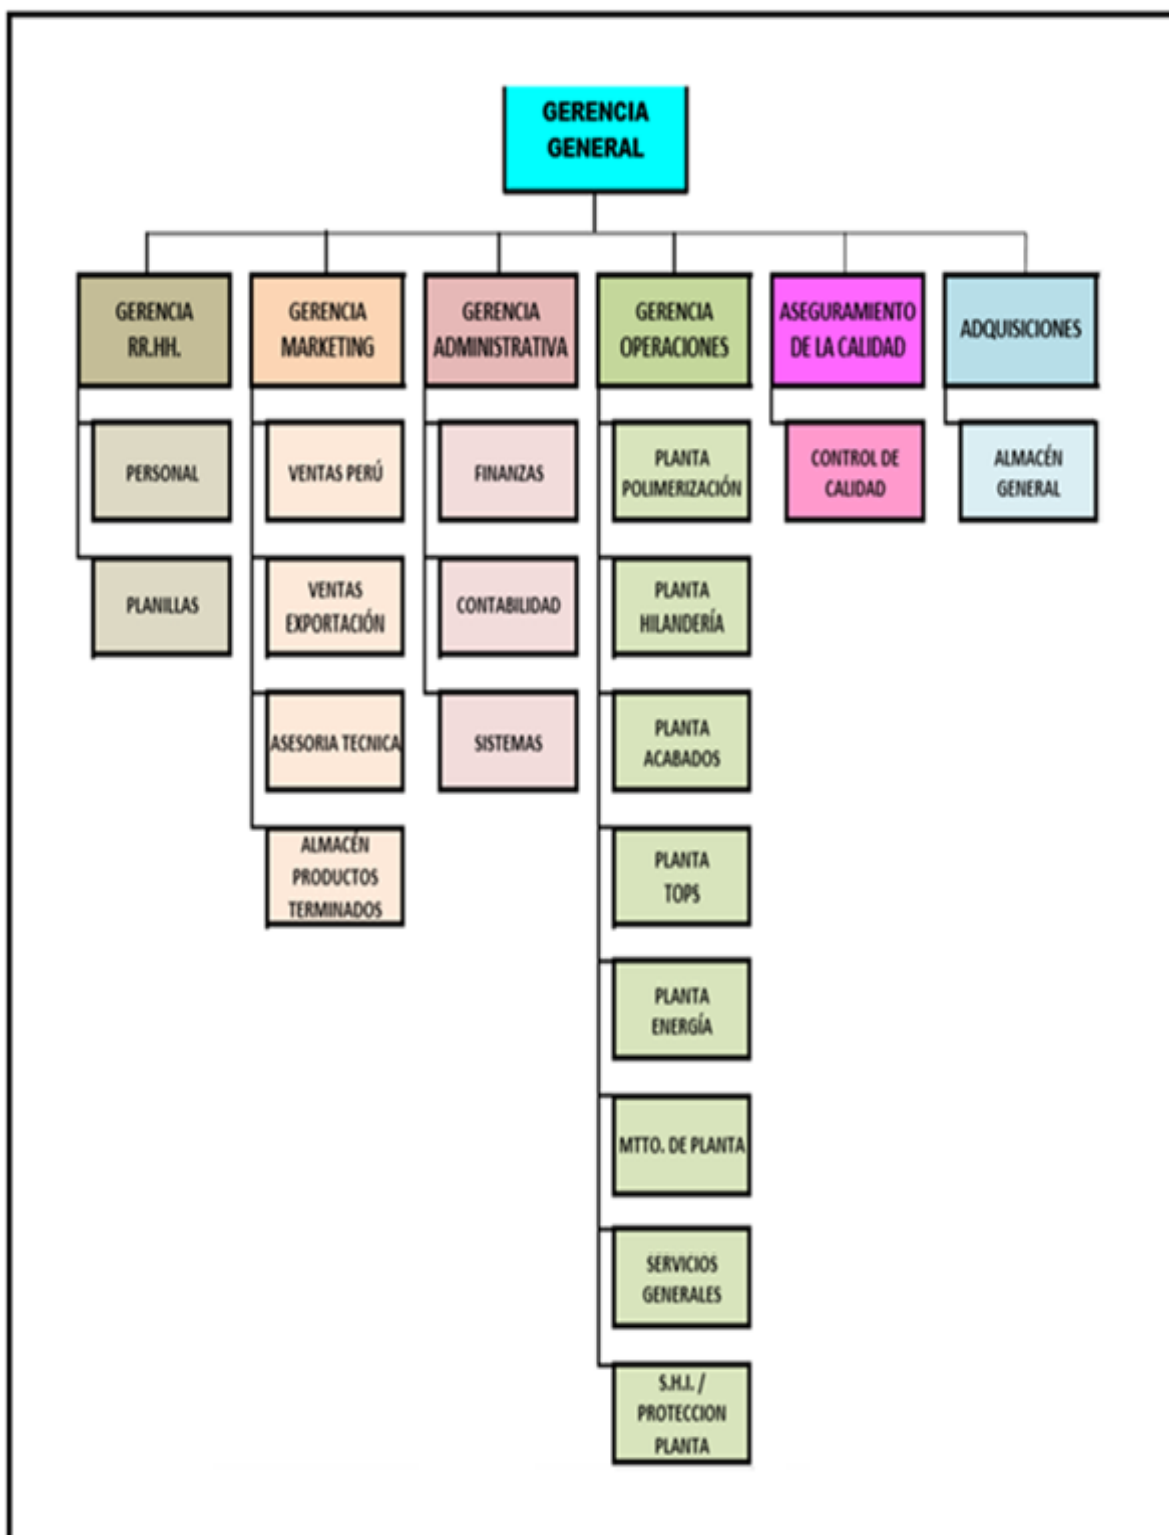 GERENCIA
GENERAL
GERENCIA
RR.HH.
GERENCIA
MARKETING
GERENCIA
ADMINISTRATIVA
GERENCIA
OPERACIONES
ASEGURAMIENTO
DE LA CALIDAD
ADQUISICIONES
PERSONAL
VENTAS PERÚ
FINANZAS
PLANTA
POLIMERIZACIÓN
CONTROL DE
CALIDAD
ALMACÉN
GENERAL
PLANILLAS
VENTAS
EXPORTACIÓN
CONTABILIDAD
PLANTA
HILANDERÍA
ASESORIA TECNICA
SISTEMAS
PLANTA
ACABADOS
ALMACÉN
PRODUCTOS
TERMINADOS
PLANTA
TOPS
PLANTA
ENERGÍA
MTTO. DE PLANTA
SERVICIOS
GENERALES
S.H.I. /
PROTECCION
PLANTA